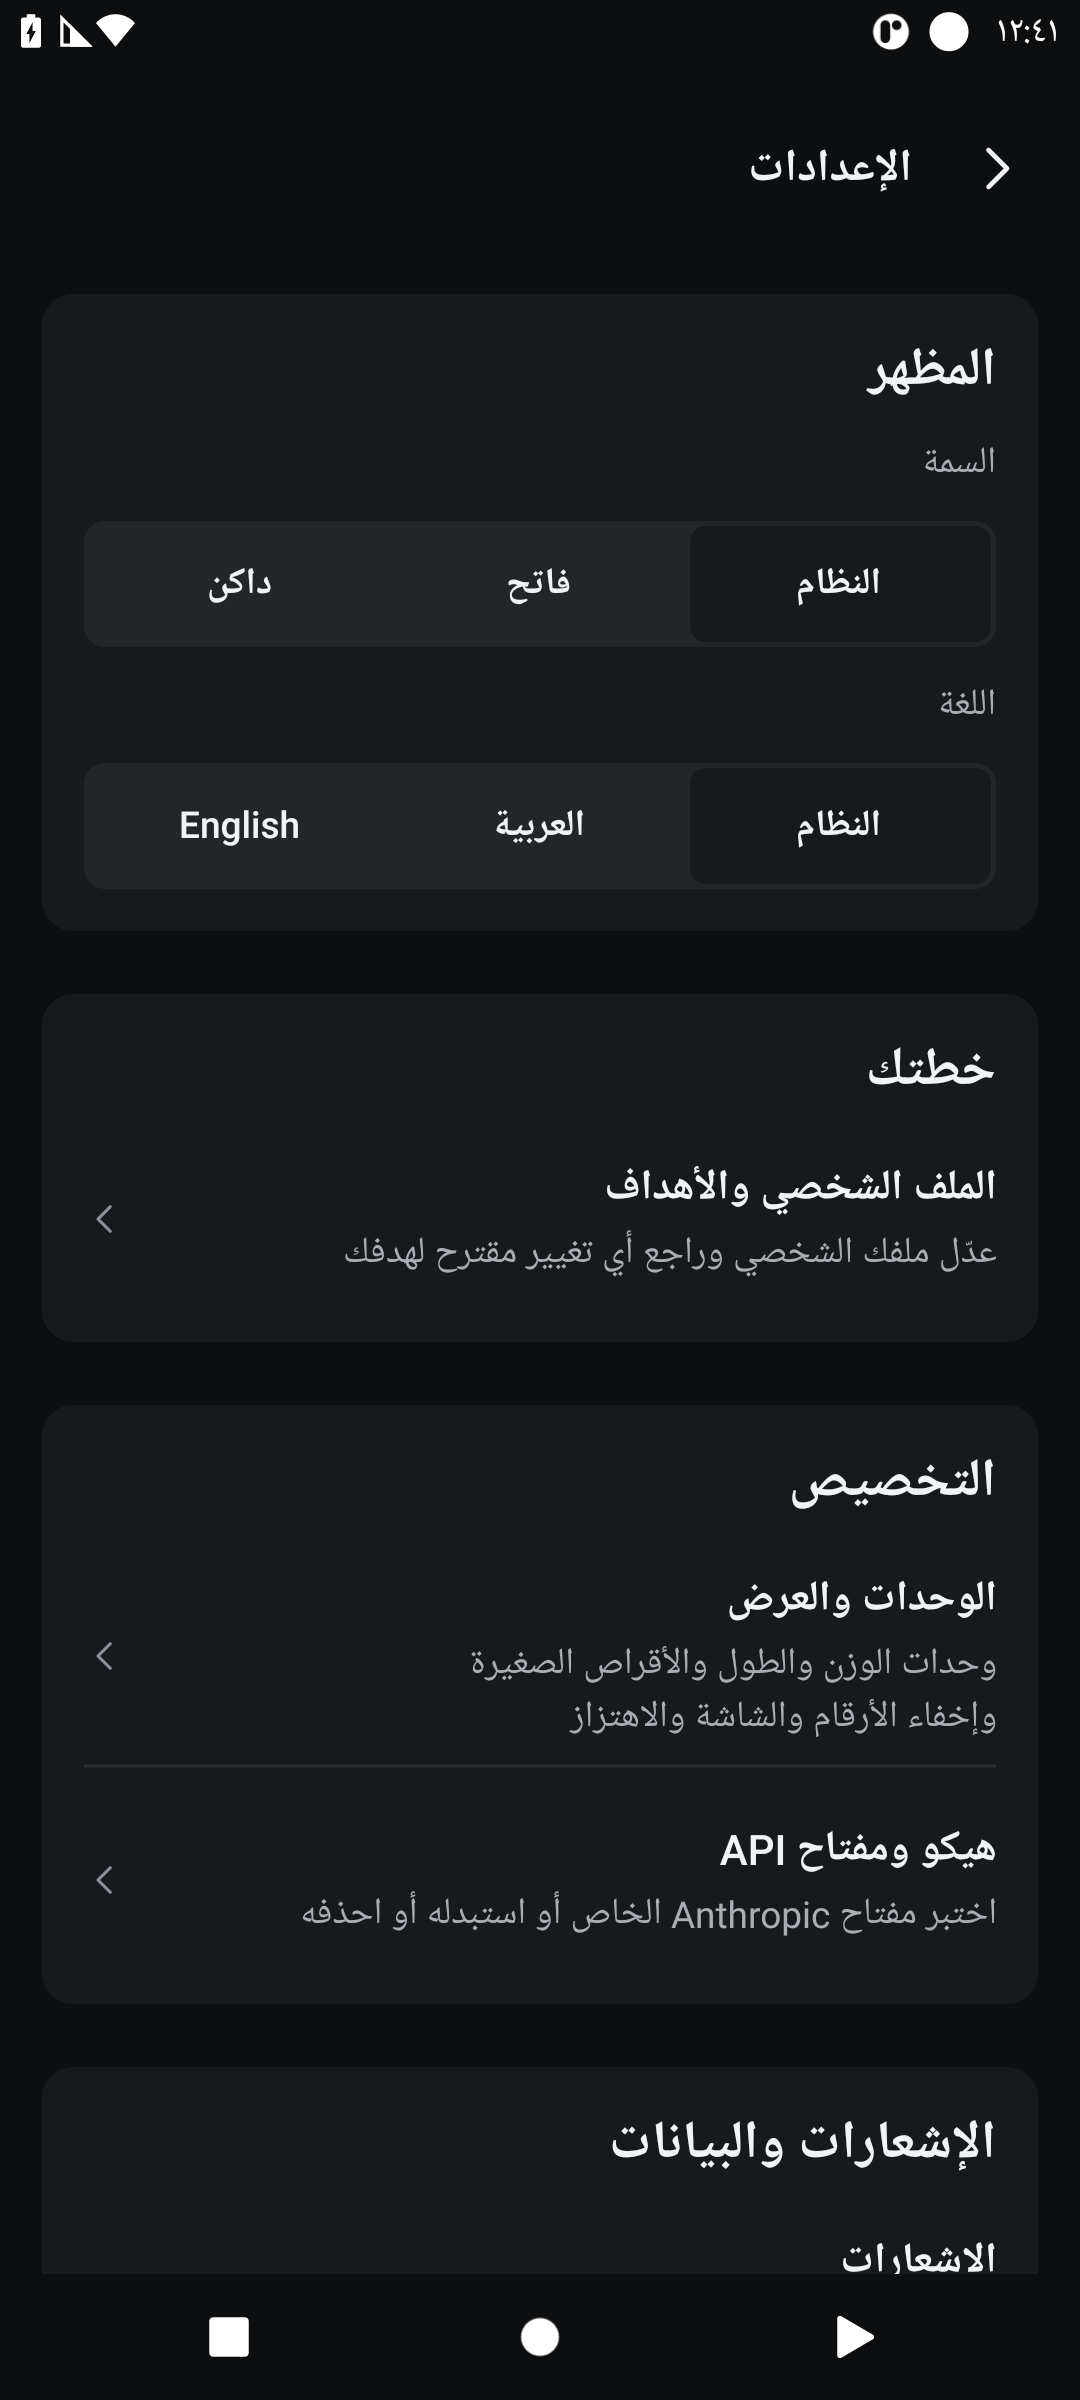 ١٢:٤١
الإعدادات
المظهر
السمة
النظام فاتح داكن
اللغة
النظام العربية English
خطتك
الملف الشخصي والأهداف
عدّل ملفك الشخصي وراجع أي تغيير مقترح لهدفك
التخصيص
الوحدات والعرض
وحدات الوزن والطول والأقراص الصغيرة
وإخفاء الأرقام والشاشة والاهتزاز
هيكو ومفتاح API
اختبر مفتاح Anthropic الخاص أو استبدله أو احذفه
الإشعارات والبيانات
الإشعارات